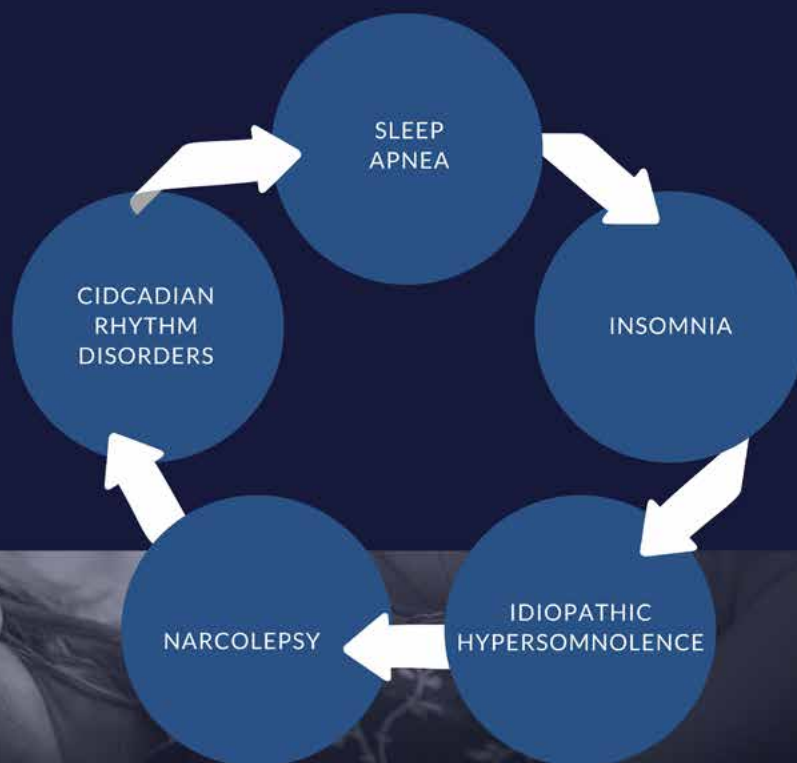 SLEEP
APNEA
INSOMNIA
IDIOPATHIC
HYPERSOMNOLENCE
NARCOLEPSY
CIDCADIAN
RHYTHM
DISORDERS